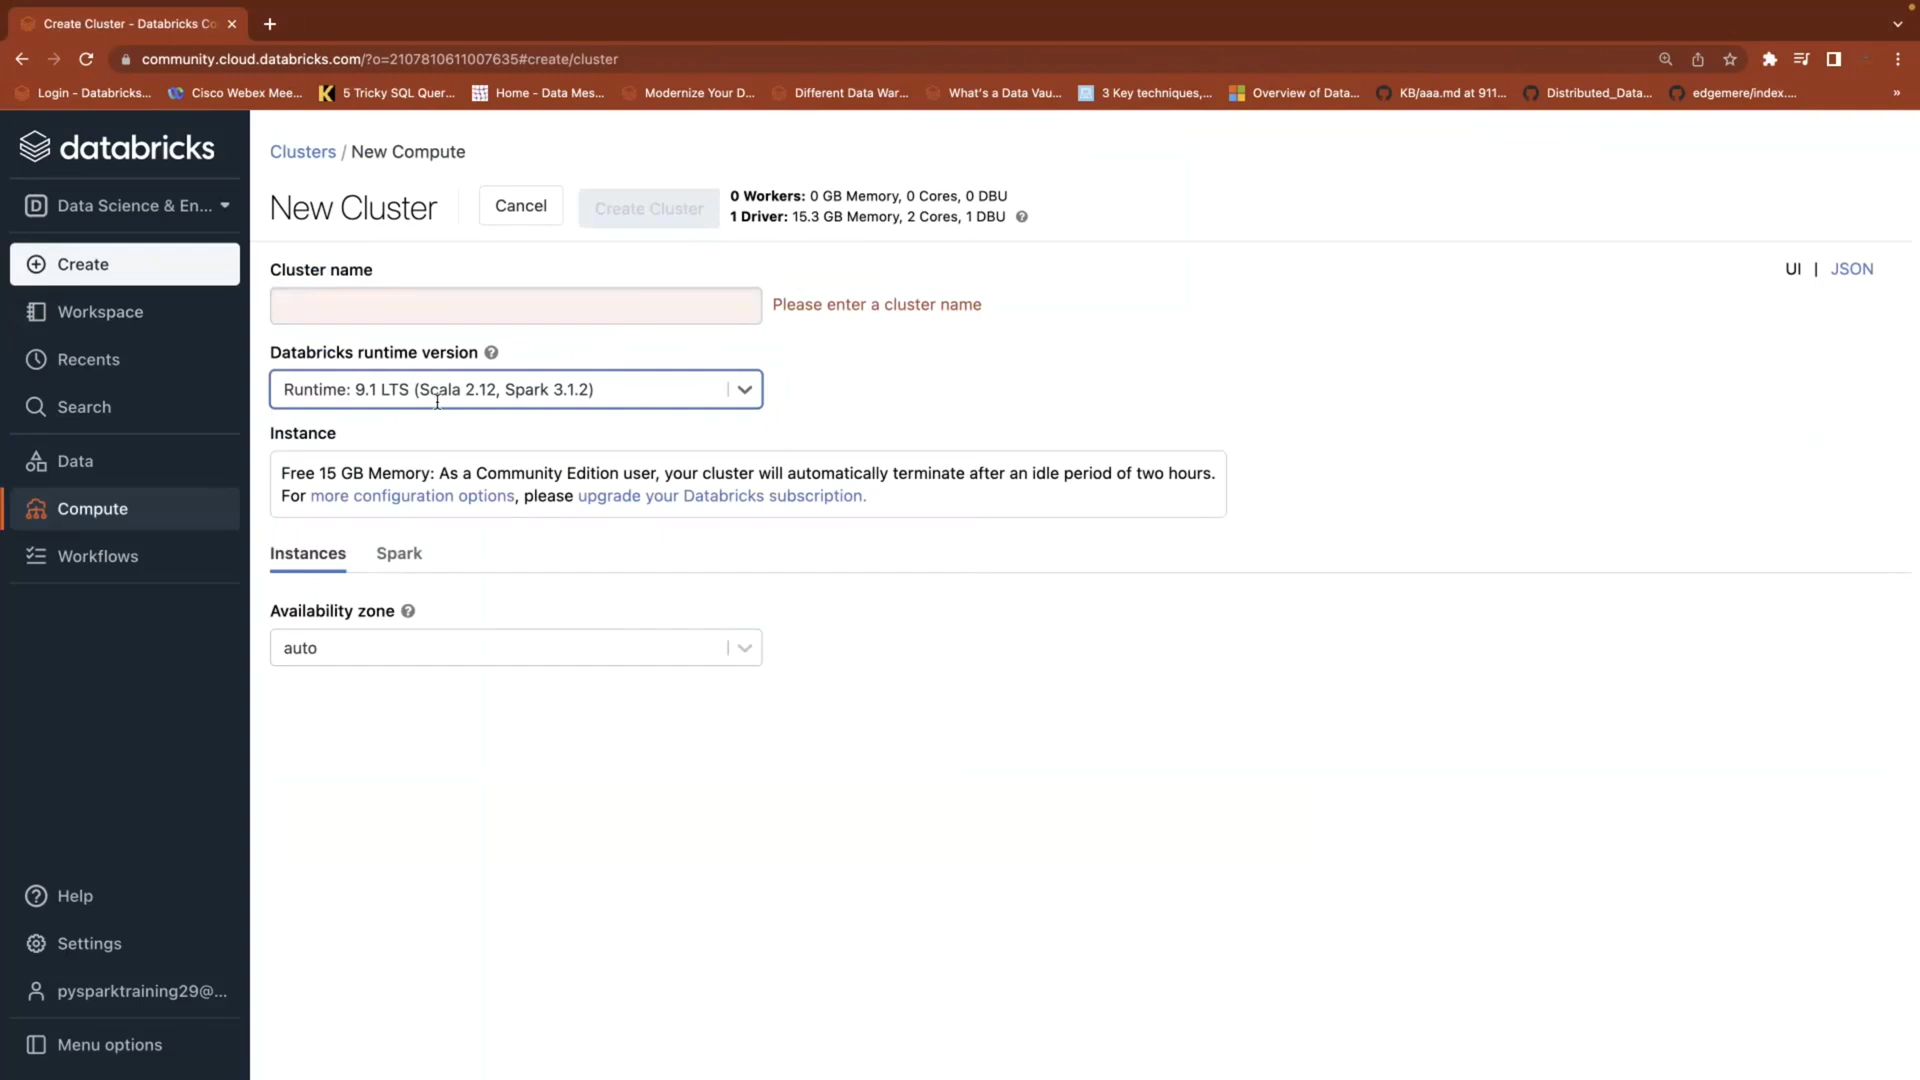 Create Cluster - Databricks Co
community.cloud.databricks.com/?o=2107810611007635#create/cluster
Login - Databricks... Cisco Webex Mee... 5 Tricky SQL Quer... Home - Data Mes... Modernize Your D... Different Data War... What's a Data Vau... 3 Key techniques,... Overview of Data... KB/aaa.md at 911... Distributed_Data... edgemere/index.... »
databricks
Data Science & En...
Create
Workspace
Recents
Search
Data
Compute
Workflows
Help
Settings
pysparktraining29@...
Menu options
Clusters / New Compute
New Cluster
Cancel
Create Cluster
0 Workers: 0 GB Memory, 0 Cores, 0 DBU
1 Driver: 15.3 GB Memory, 2 Cores, 1 DBU ?
Cluster name
UI | JSON
Please enter a cluster name
Databricks runtime version ?
Runtime: 9.1 LTS (Scala 2.12, Spark 3.1.2)
Instance
Free 15 GB Memory: As a Community Edition user, your cluster will automatically terminate after an idle period of two hours.
For more configuration options, please upgrade your Databricks subscription.
Instances Spark
Availability zone ?
auto